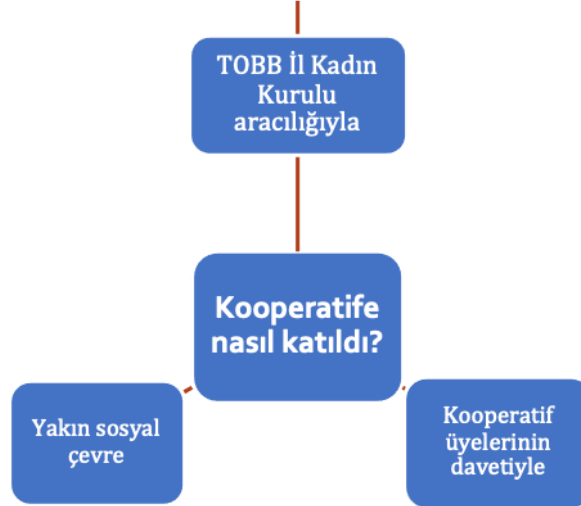 TOBB İl Kadın
Kurulu
aracılığıyla
Kooperatife
nasıl katıldı?
Yakın sosyal
çevre
Kooperatif
üyelerinin
davetiyle